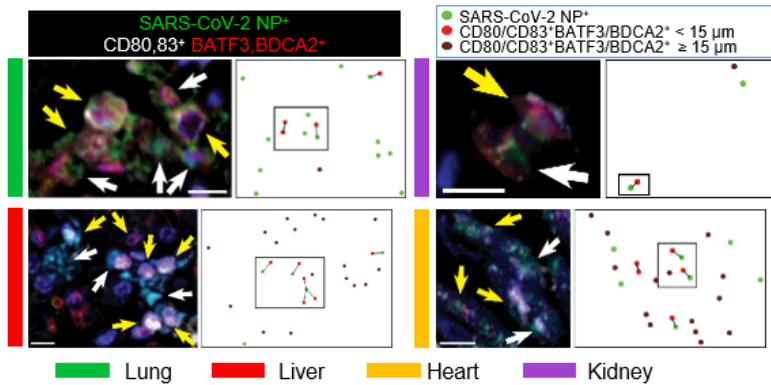 SARS-CoV-2 NP⁺
CD80,83⁺ BATF3,BDCA2⁺
SARS-CoV-2 NP⁺
CD80/CD83⁺BATF3/BDCA2⁺ < 15 µm
CD80/CD83⁺BATF3/BDCA2⁺ ≥ 15 µm
Lung Liver Heart Kidney